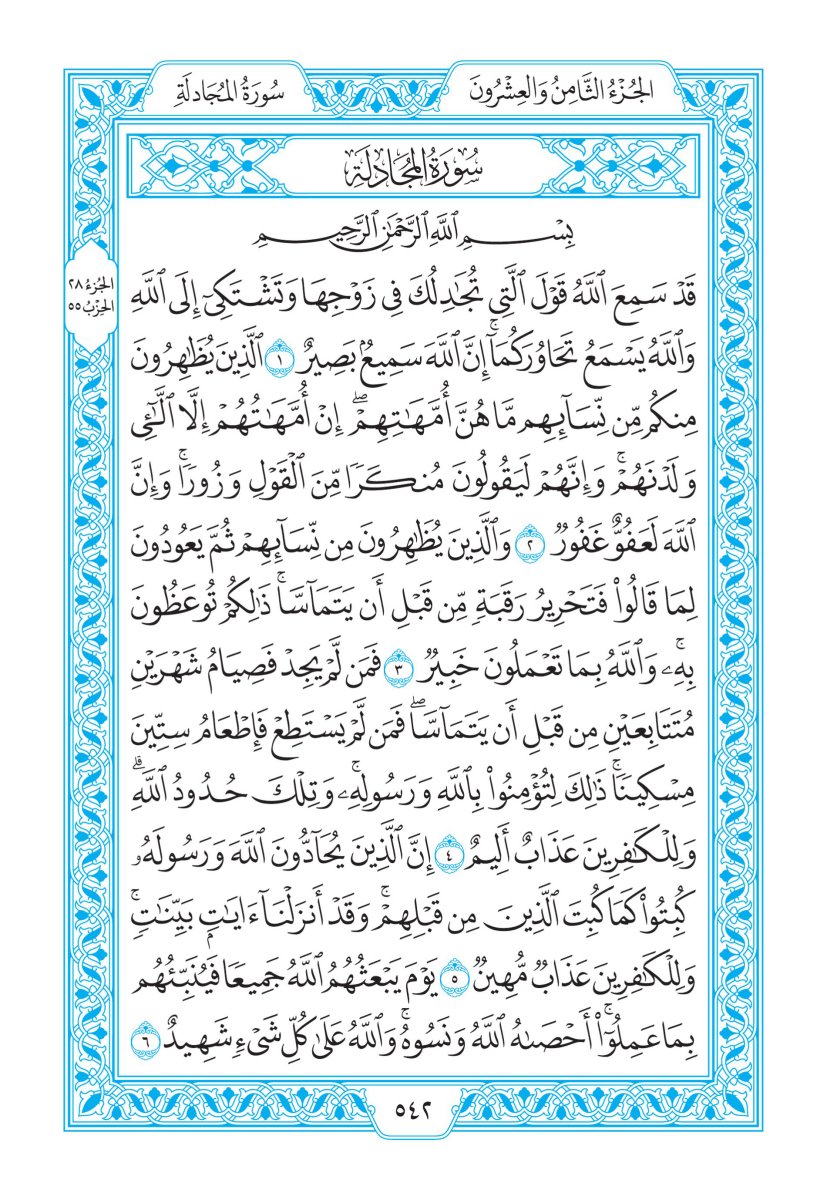 الجُزْءُ الثَّامِنُ وَالعِشْرُونَ
سُورَةُ المُجَادلَةِ
سُورَةُ المُجَادلَةِ
بِسْمِ ٱللَّهِ ٱلرَّحْمَٰنِ ٱلرَّحِيمِ
الجُزءُ ٢٨
الحِزْبُ ٥٥
قَدْ سَمِعَ ٱللَّهُ قَوْلَ ٱلَّتِي تُجَٰدِلُكَ فِي زَوْجِهَا وَتَشْتَكِيٓ إِلَى ٱللَّهِ
وَٱللَّهُ يَسْمَعُ تَحَاوُرَكُمَآۚ إِنَّ ٱللَّهَ سَمِيعُۢ بَصِيرٌ ١ ٱلَّذِينَ يُظَٰهِرُونَ
مِنكُم مِّن نِّسَآئِهِم مَّا هُنَّ أُمَّهَٰتِهِمْۖ إِنْ أُمَّهَٰتُهُمْ إِلَّا ٱلَّٰٓـِٔي
وَلَدْنَهُمْۚ وَإِنَّهُمْ لَيَقُولُونَ مُنكَرٗا مِّنَ ٱلْقَوْلِ وَزُورٗاۚ وَإِنَّ
ٱللَّهَ لَعَفُوٌّ غَفُورٞ ٢ وَٱلَّذِينَ يُظَٰهِرُونَ مِن نِّسَآئِهِمْ ثُمَّ يَعُودُونَ
لِمَا قَالُواْ فَتَحْرِيرُ رَقَبَةٖ مِّن قَبْلِ أَن يَتَمَآسَّاۚ ذَٰلِكُمْ تُوعَظُونَ
بِهِۦۚ وَٱللَّهُ بِمَا تَعْمَلُونَ خَبِيرٞ ٣ فَمَن لَّمْ يَجِدْ فَصِيَامُ شَهْرَيْنِ
مُتَتَابِعَيْنِ مِن قَبْلِ أَن يَتَمَآسَّاۖ فَمَن لَّمْ يَسْتَطِعْ فَإِطْعَامُ سِتِّينَ
مِسْكِينٗاۚ ذَٰلِكَ لِتُؤْمِنُواْ بِٱللَّهِ وَرَسُولِهِۦۚ وَتِلْكَ حُدُودُ ٱللَّهِۗ
وَلِلْكَٰفِرِينَ عَذَابٌ أَلِيمٌ ٤ إِنَّ ٱلَّذِينَ يُحَآدُّونَ ٱللَّهَ وَرَسُولَهُۥ
كُبِتُواْ كَمَا كُبِتَ ٱلَّذِينَ مِن قَبْلِهِمْۚ وَقَدْ أَنزَلْنَآ ءَايَٰتِۭ بَيِّنَٰتٖۚ
وَلِلْكَٰفِرِينَ عَذَابٞ مُّهِينٞ ٥ يَوْمَ يَبْعَثُهُمُ ٱللَّهُ جَمِيعٗا فَيُنَبِّئُهُم
بِمَا عَمِلُوٓاْۚ أَحْصَىٰهُ ٱللَّهُ وَنَسُوهُۚ وَٱللَّهُ عَلَىٰ كُلِّ شَيْءٖ شَهِيدٌ ٦
٥٤٢